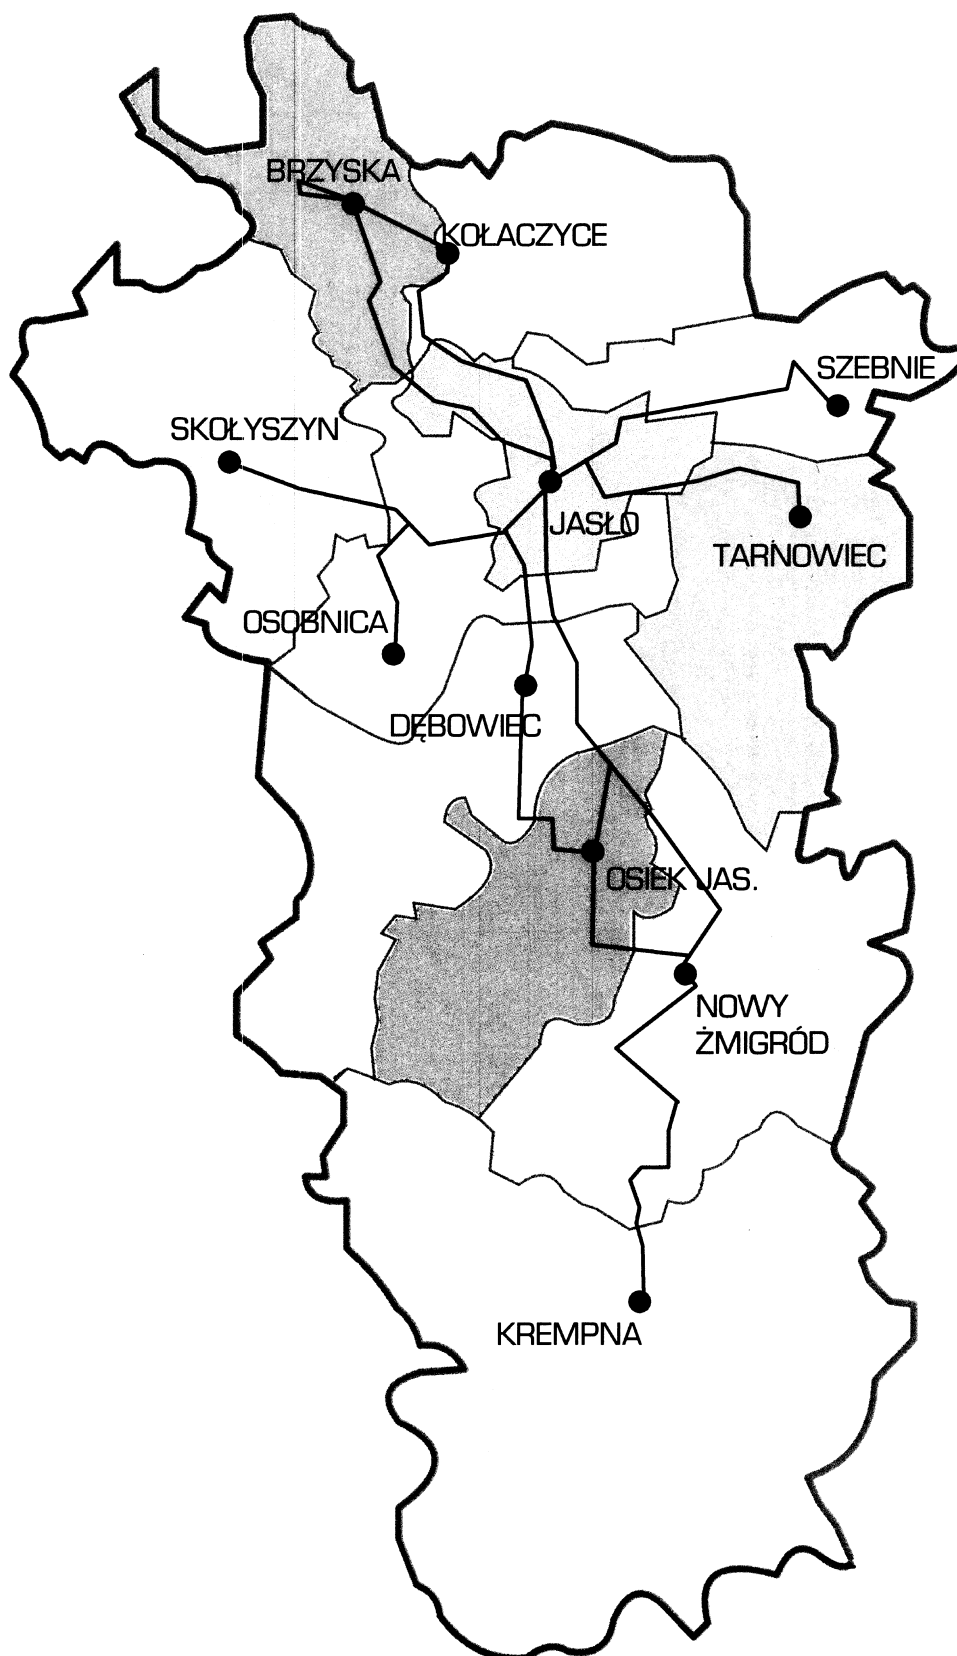 BRZYSKA
KOŁACZYCE
SZEBNIE
SKOŁYSZYN
JASŁO
TARNOWIEC
OSOBNICA
DĘBOWIEC
OSIEK JAS.
NOWY
ŻMIGRÓD
KREMPNA